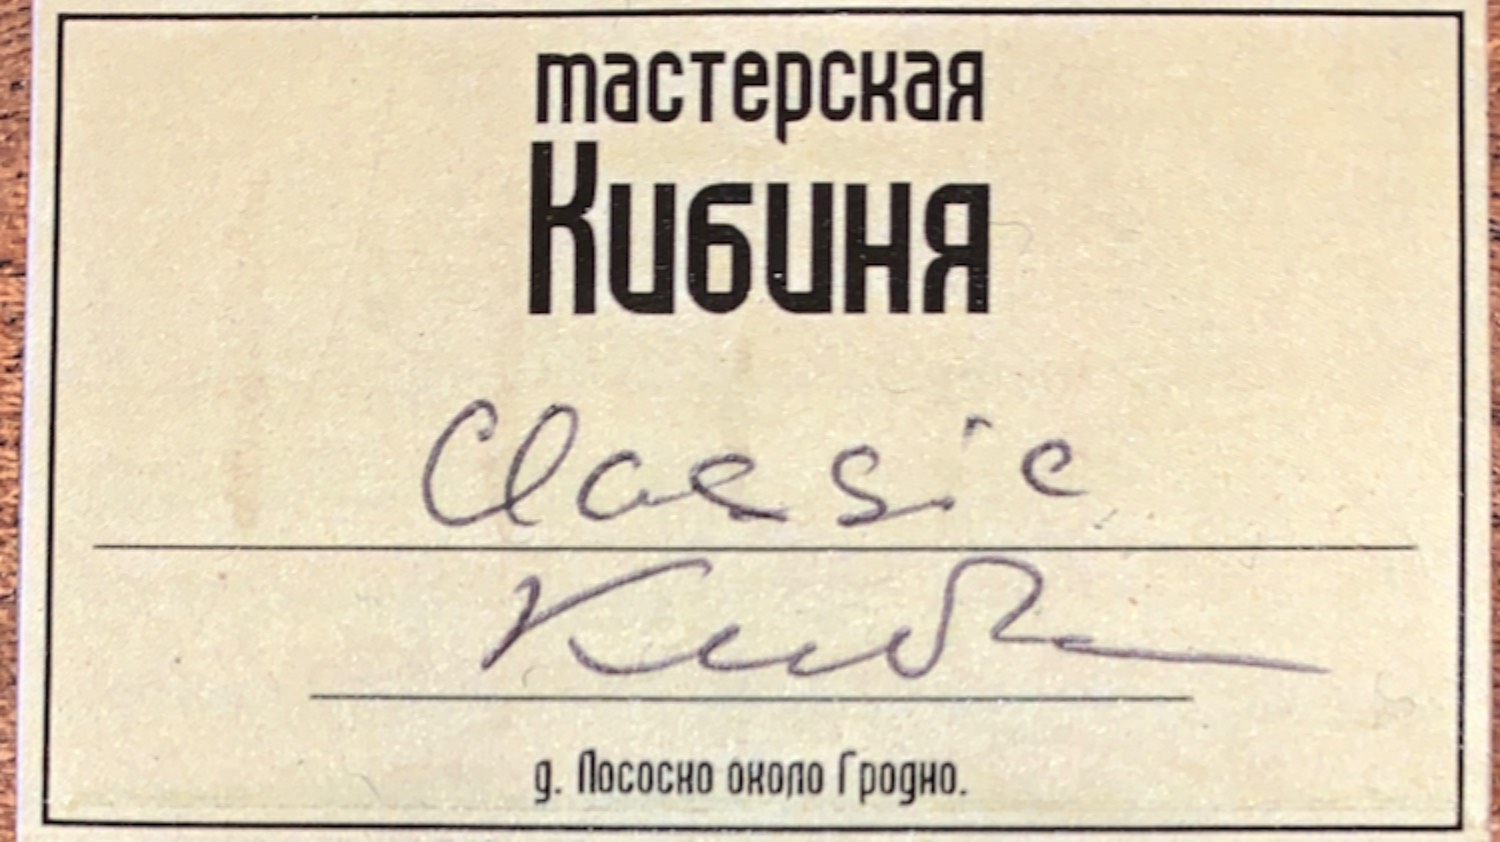 мастерская
Кибиня
Classic
д. Лососно около Гродно.